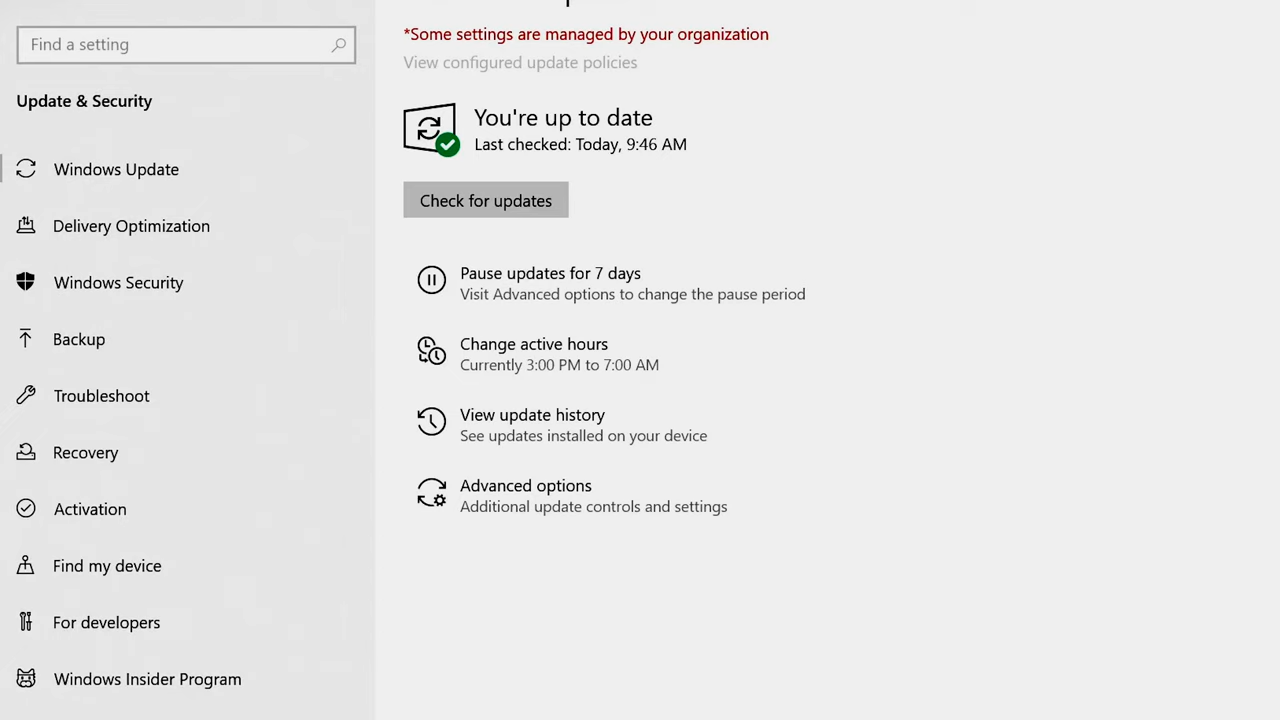 Find a setting
Update & Security
Windows Update
Delivery Optimization
Windows Security
Backup
Troubleshoot
Recovery
Activation
Find my device
For developers
Windows Insider Program
*Some settings are managed by your organization
View configured update policies
You're up to date
Last checked: Today, 9:46 AM
Check for updates
Pause updates for 7 days
Visit Advanced options to change the pause period
Change active hours
Currently 3:00 PM to 7:00 AM
View update history
See updates installed on your device
Advanced options
Additional update controls and settings